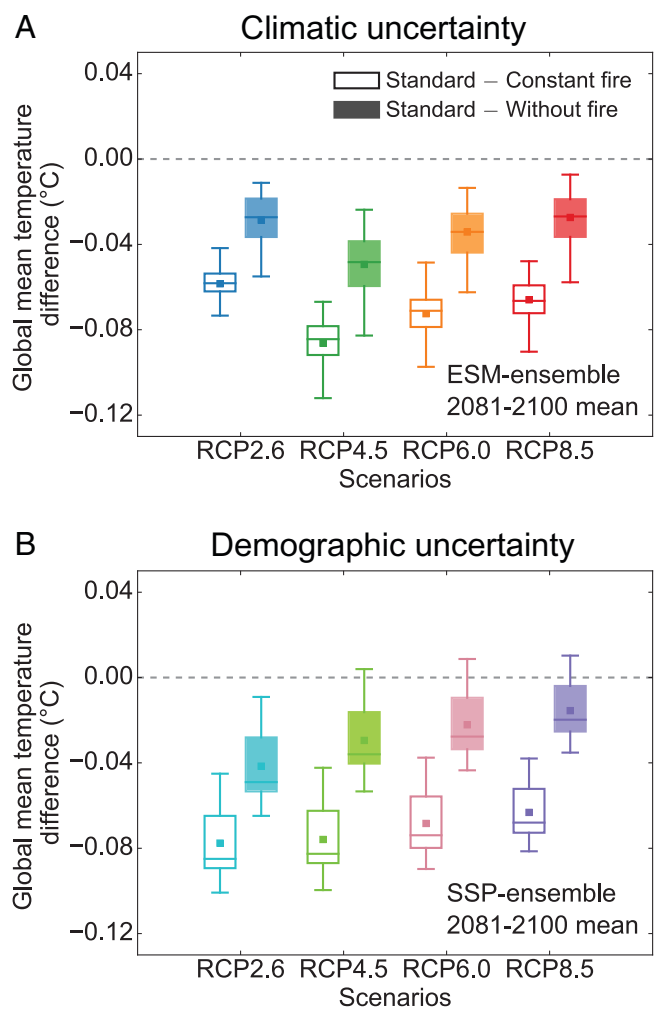 A
Climatic uncertainty
Standard – Constant fire
Standard – Without fire
0.04
0.00
−0.04
−0.08
−0.12
Global mean temperature
difference (°C)
ESM-ensemble
2081-2100 mean
RCP2.6 RCP4.5 RCP6.0 RCP8.5
Scenarios
B
Demographic uncertainty
0.04
0.00
−0.04
−0.08
−0.12
Global mean temperature
difference (°C)
SSP-ensemble
2081-2100 mean
RCP2.6 RCP4.5 RCP6.0 RCP8.5
Scenarios